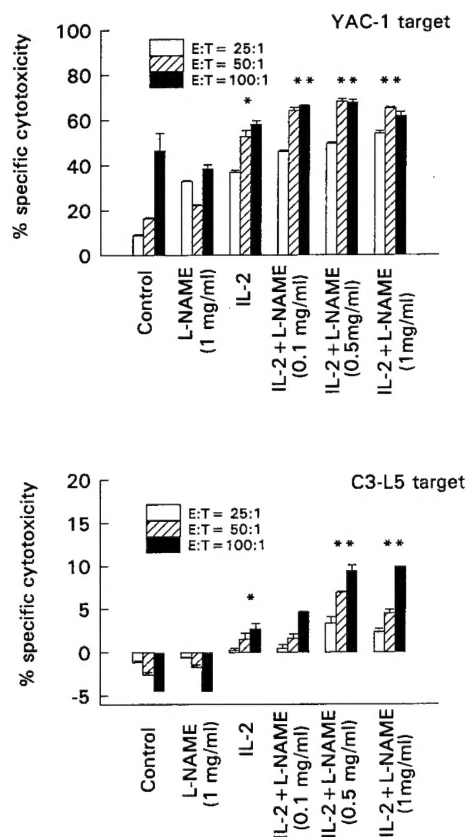 YAC-1 target
% specific cytotoxicity
100
80
60
40
20
0
E:T = 25:1
E:T = 50:1
E:T = 100:1
*
* *
* *
* *
Control
L-NAME
(1 mg/ml)
IL-2
IL-2 + L-NAME
(0.1 mg/ml)
IL-2 + L-NAME
(0.5mg/ml)
IL-2 + L-NAME
(1mg/ml)
C3-L5 target
% specific cytotoxicity
20
15
10
5
0
-5
E:T = 25:1
E:T = 50:1
E:T = 100:1
*
* *
* *
Control
L-NAME
(1 mg/ml)
IL-2
IL-2 + L-NAME
(0.1 mg/ml)
IL-2 + L-NAME
(0.5 mg/ml)
IL-2 + L-NAME
(1mg/ml)